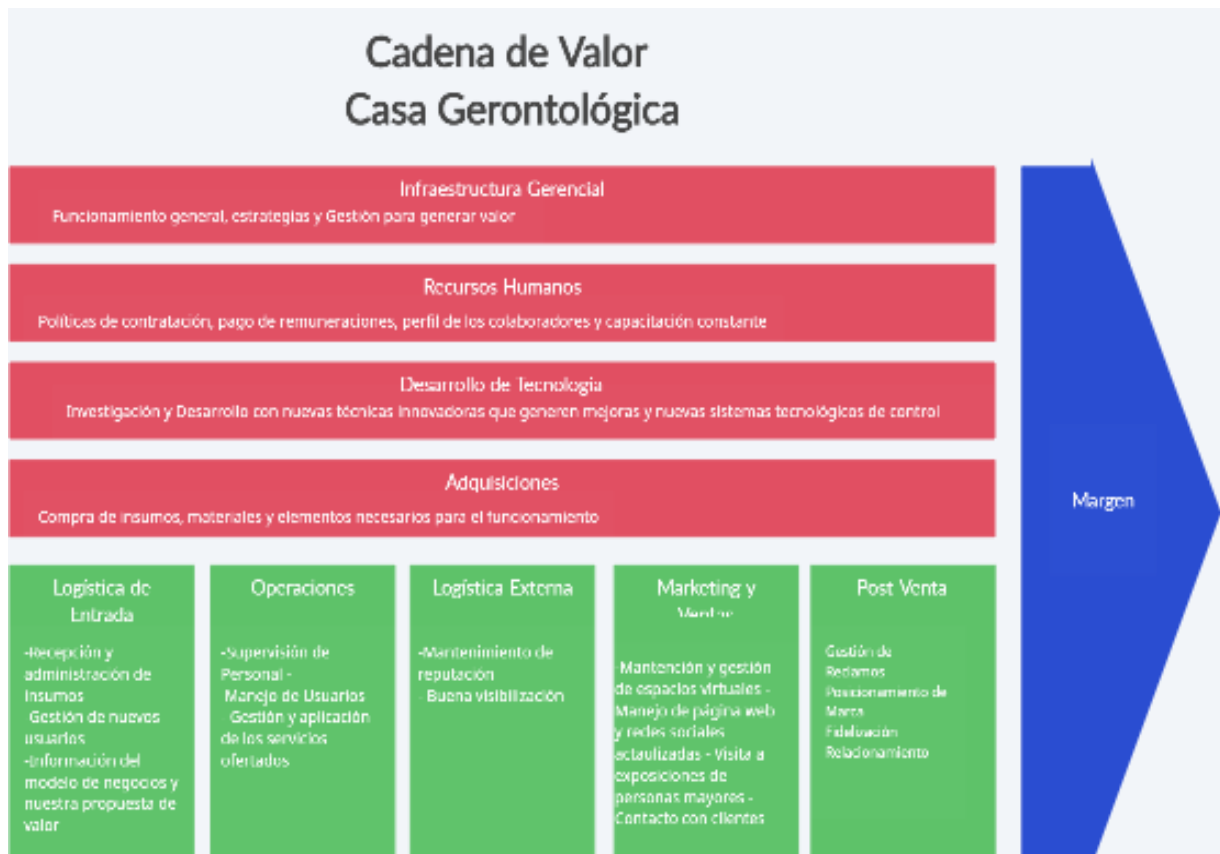 Cadena de Valor
Casa Gerontológica
Infraestructura Gerencial
Funcionamiento general, estrategias y Gestión para generar valor
Recursos Humanos
Políticas de contratación, pago de remuneraciones, perfil de los colaboradores y capacitación constante
Desarrollo de Tecnología
Investigación y Desarrollo con nuevas técnicas innovadoras que generen mejoras y nuevas sistemas tecnológicos de control
Adquisiciones
Compra de insumos, materiales y elementos necesarios para el funcionamiento
Margen
Logística de
Entrada
-Recepción y
administración de
insumos
-Gestión de nuevos
usuarios
-Información del
modelo de negocios y
nuestra propuesta de
valor
Operaciones
-Supervisión de
Personal -
Manejo de Usuarios
- Gestión y aplicación
de los servicios
ofertados
Logística Externa
-Mantenimiento de
reputación
- Buena visibilización
Marketing y
Ventas
-Mantención y gestión
de espacios virtuales -
Manejo de página web
y redes sociales
actaulizadas - Visita a
exposiciones de
personas mayores -
Contacto con clientes
Post Venta
Gestión de
Reclamos
Posicionamiento de
Marca
Fidelización
Relacionamiento